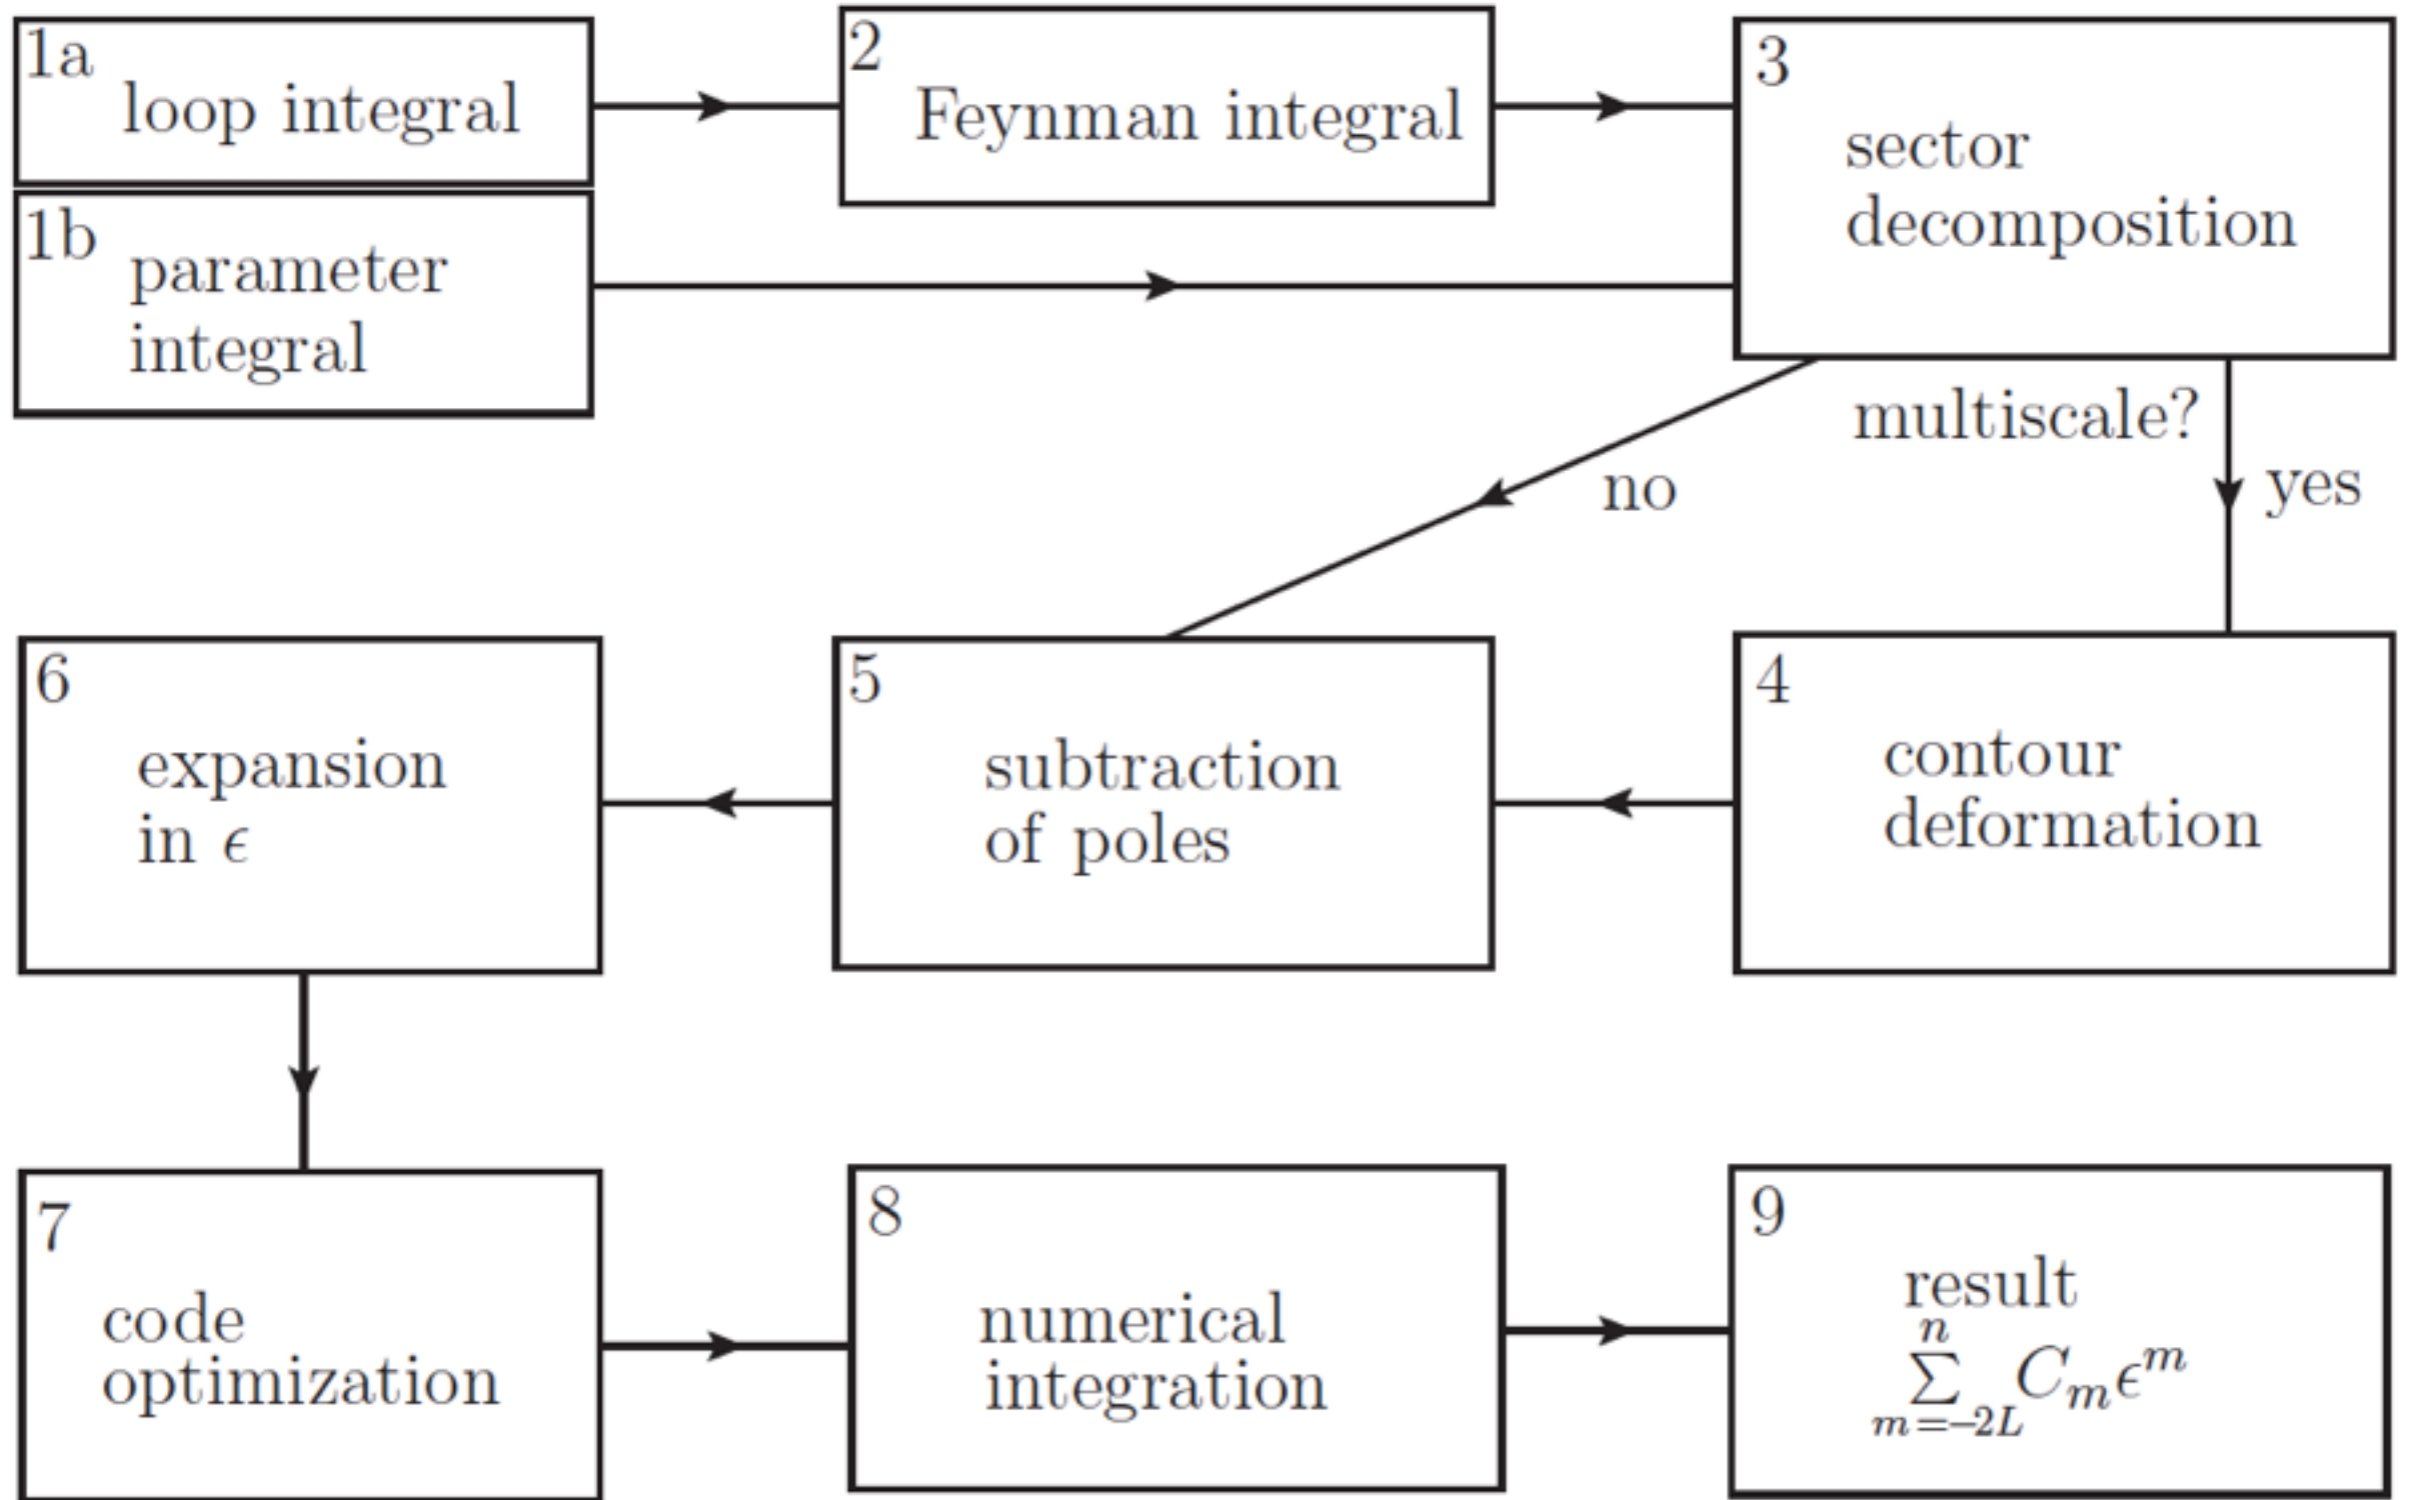 1a
loop integral
2
Feynman integral
3
sector
decomposition
1b
parameter
integral
multiscale?
no
yes
6
expansion
in ϵ
5
subtraction
of poles
4
contour
deformation
7
code
optimization
8
numerical
integration
9
result
n
∑ C_m ϵ^m
m=−2L